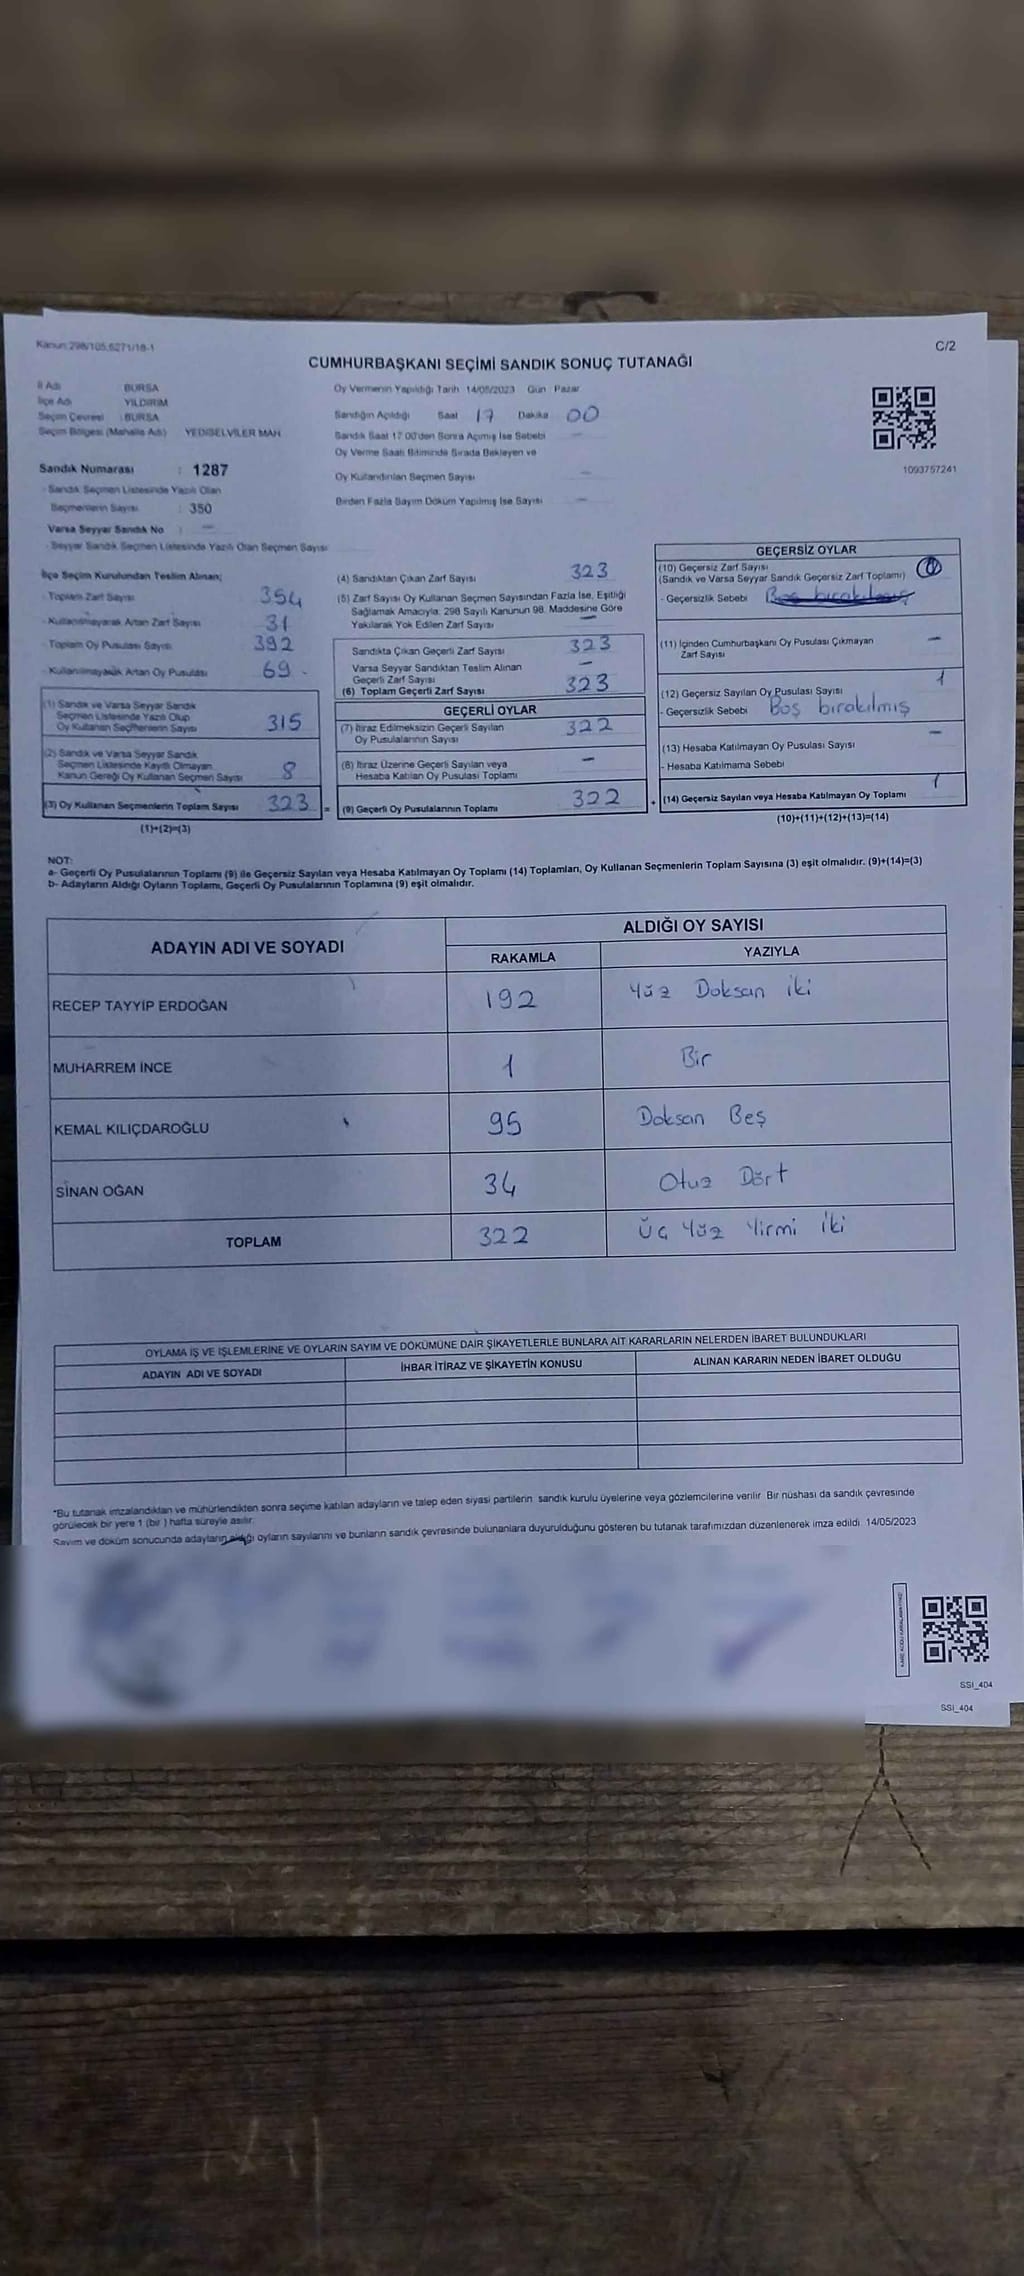 Kanun:298/105,6271/18-1
C/2
CUMHURBAŞKANI SEÇİMİ SANDIK SONUÇ TUTANAĞI
İl Adı BURSA
İlçe Adı YILDIRIM
Seçim Çevresi : BURSA
Seçim Bölgesi (Mahalle Adı) YEDİSELVİLER MAH.
Sandık Numarası : 1287
- Sandık Seçmen Listesinde Yazılı Olan
Seçmenlerin Sayısı : 350
Varsa Seyyar Sandık No : —
- Seyyar Sandık Seçmen Listesinde Yazılı Olan Seçmen Sayısı
Oy Vermenin Yapıldığı Tarih 14/05/2023 Gün Pazar
Sandığın Açıldığı Saat 17 Dakika 00
Sandık Saat 17:00'den Sonra Açılmış İse Sebebi —
Oy Verme Saati Bitiminde Sırada Bekleyen ve
Oy Kullandırılan Seçmen Sayısı —
Birden Fazla Sayım Döküm Yapılmış İse Sayısı —
1093757241
İlçe Seçim Kurulundan Teslim Alınan;
- Toplam Zarf Sayısı 354
- Kullanılmayarak Artan Zarf Sayısı 31
- Toplam Oy Pusulası Sayısı 392
- Kullanılmayarak Artan Oy Pusulası 69 -
(1) Sandık ve Varsa Seyyar Sandık
Seçmen Listesinde Yazılı Olup
Oy Kullanan Seçmenlerin Sayısı 315
(2) Sandık ve Varsa Seyyar Sandık
Seçmen Listesinde Kayıtlı Olmayan
Kanun Gereği Oy Kullanan Seçmen Sayısı 8
(3) Oy Kullanan Seçmenlerin Toplam Sayısı 323 =
(1)+(2)=(3)
(4) Sandıktan Çıkan Zarf Sayısı 323
(5) Zarf Sayısı Oy Kullanan Seçmen Sayısından Fazla İse, Eşitliği
Sağlamak Amacıyla, 298 Sayılı Kanunun 98. Maddesine Göre
Yakılarak Yok Edilen Zarf Sayısı —
Sandıkta Çıkan Geçerli Zarf Sayısı 323
Varsa Seyyar Sandıktan Teslim Alınan
Geçerli Zarf Sayısı —
(6) Toplam Geçerli Zarf Sayısı 323
GEÇERLİ OYLAR
(7) İtiraz Edilmeksizin Geçerli Sayılan
Oy Pusulalarının Sayısı 322
(8) İtiraz Üzerine Geçerli Sayılan veya
Hesaba Katılan Oy Pusulası Toplamı —
(9) Geçerli Oy Pusulalarının Toplamı 322 +
GEÇERSİZ OYLAR
(10) Geçersiz Zarf Sayısı
(Sandık ve Varsa Seyyar Sandık Geçersiz Zarf Toplamı)
- Geçersizlik Sebebi Boş bırakılmış
(11) İçinden Cumhurbaşkanı Oy Pusulası Çıkmayan
Zarf Sayısı —
(12) Geçersiz Sayılan Oy Pusulası Sayısı 1
- Geçersizlik Sebebi Boş bırakılmış
(13) Hesaba Katılmayan Oy Pusulası Sayısı —
- Hesaba Katılmama Sebebi
(14) Geçersiz Sayılan veya Hesaba Katılmayan Oy Toplamı 1
(10)+(11)+(12)+(13)=(14)
NOT:
a- Geçerli Oy Pusulalarının Toplamı (9) ile Geçersiz Sayılan veya Hesaba Katılmayan Oy Toplamı (14) Toplamları, Oy Kullanan Seçmenlerin Toplam Sayısına (3) eşit olmalıdır. (9)+(14)=(3)
b- Adayların Aldığı Oyların Toplamı, Geçerli Oy Pusulalarının Toplamına (9) eşit olmalıdır.
ADAYIN ADI VE SOYADI ALDIĞI OY SAYISI
RAKAMLA YAZIYLA
RECEP TAYYİP ERDOĞAN 192 Yüz Doksan iki
MUHARREM İNCE 1 Bir
KEMAL KILIÇDAROĞLU 95 Doksan Beş
SİNAN OĞAN 34 Otuz Dört
TOPLAM 322 Üç Yüz Yirmi iki
OYLAMA İŞ VE İŞLEMLERİNE VE OYLARIN SAYIM VE DÖKÜMÜNE DAİR ŞİKAYETLERLE BUNLARA AİT KARARLARIN NELERDEN İBARET BULUNDUKLARI
ADAYIN ADI VE SOYADI İHBAR İTİRAZ VE ŞİKAYETİN KONUSU ALINAN KARARIN NEDEN İBARET OLDUĞU
*Bu tutanak imzalandıktan ve mühürlendikten sonra seçime katılan adayların ve talep eden siyasi partilerin sandık kurulu üyelerine veya gözlemcilerine verilir. Bir nüshası da sandık çevresinde
görülecek bir yere 1 (bir) hafta süreyle asılır.
Sayım ve döküm sonucunda adayların aldığı oyların sayılarını ve bunların sandık çevresinde bulunanlara duyurulduğunu gösteren bu tutanak tarafımızdan düzenlenerek imza edildi. 14/05/2023
SSI_404
SSI_404